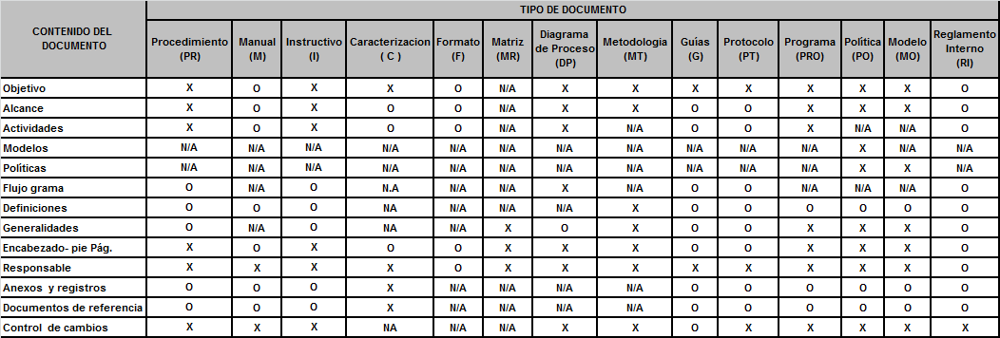 TIPO DE DOCUMENTO
CONTENIDO DEL DOCUMENTO Procedimiento (PR) Manual (M) Instructivo (I) Caracterizacion ( C ) Formato (F) Matriz (MR) Diagrama de Proceso (DP) Metodologia (MT) Guías (G) Protocolo (PT) Programa (PRO) Política (PO) Modelo (MO) Reglamento Interno (RI)
Objetivo X O X X O N/A X X X X X X X O
Alcance X O X O O N/A X X O O X X X O
Actividades X O X O O N/A X N/A O O X N/A N/A O
Modelos N/A N/A N/A N/A N/A N/A N/A N/A N/A N/A N/A X N/A N/A
Políticas N/A N/A N/A N/A N/A N/A N/A N/A N/A N/A N/A X X N/A
Flujo grama O N/A O N.A N/A N/A X N/A O O N/A N/A N/A O
Definiciones O O O NA N/A N/A N/A X O O O O O O
Generalidades O N/A O NA N/A X O X O O X X X O
Encabezado- pie Pág. X O X O O X X X O O X X X O
Responsable X X X X O X X X X X X X X O
Anexos y registros O O O X N/A N/A N/A N/A O O O O O O
Documentos de referencia O O O X N/A N/A N/A N/A O O O O O O
Control de cambios X X X NA N/A N/A X X O X X X X X